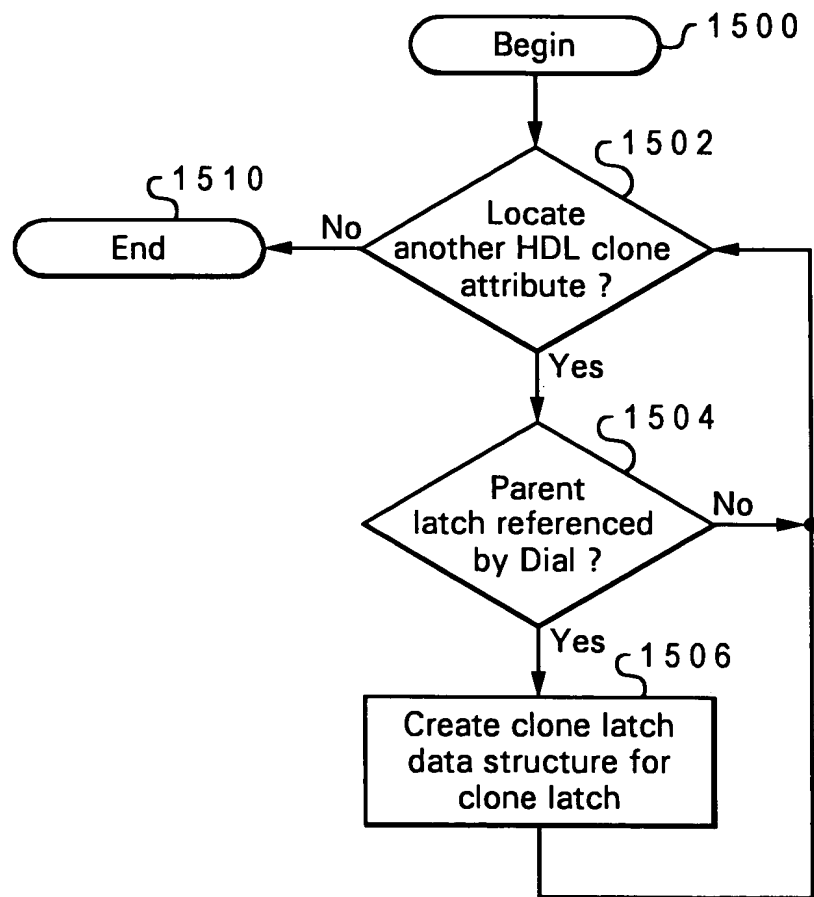 Begin
1500
1502
Locate
another HDL clone
attribute ?
No
1510
End
Yes
1504
Parent
latch referenced
by Dial ?
No
Yes
1506
Create clone latch
data structure for
clone latch